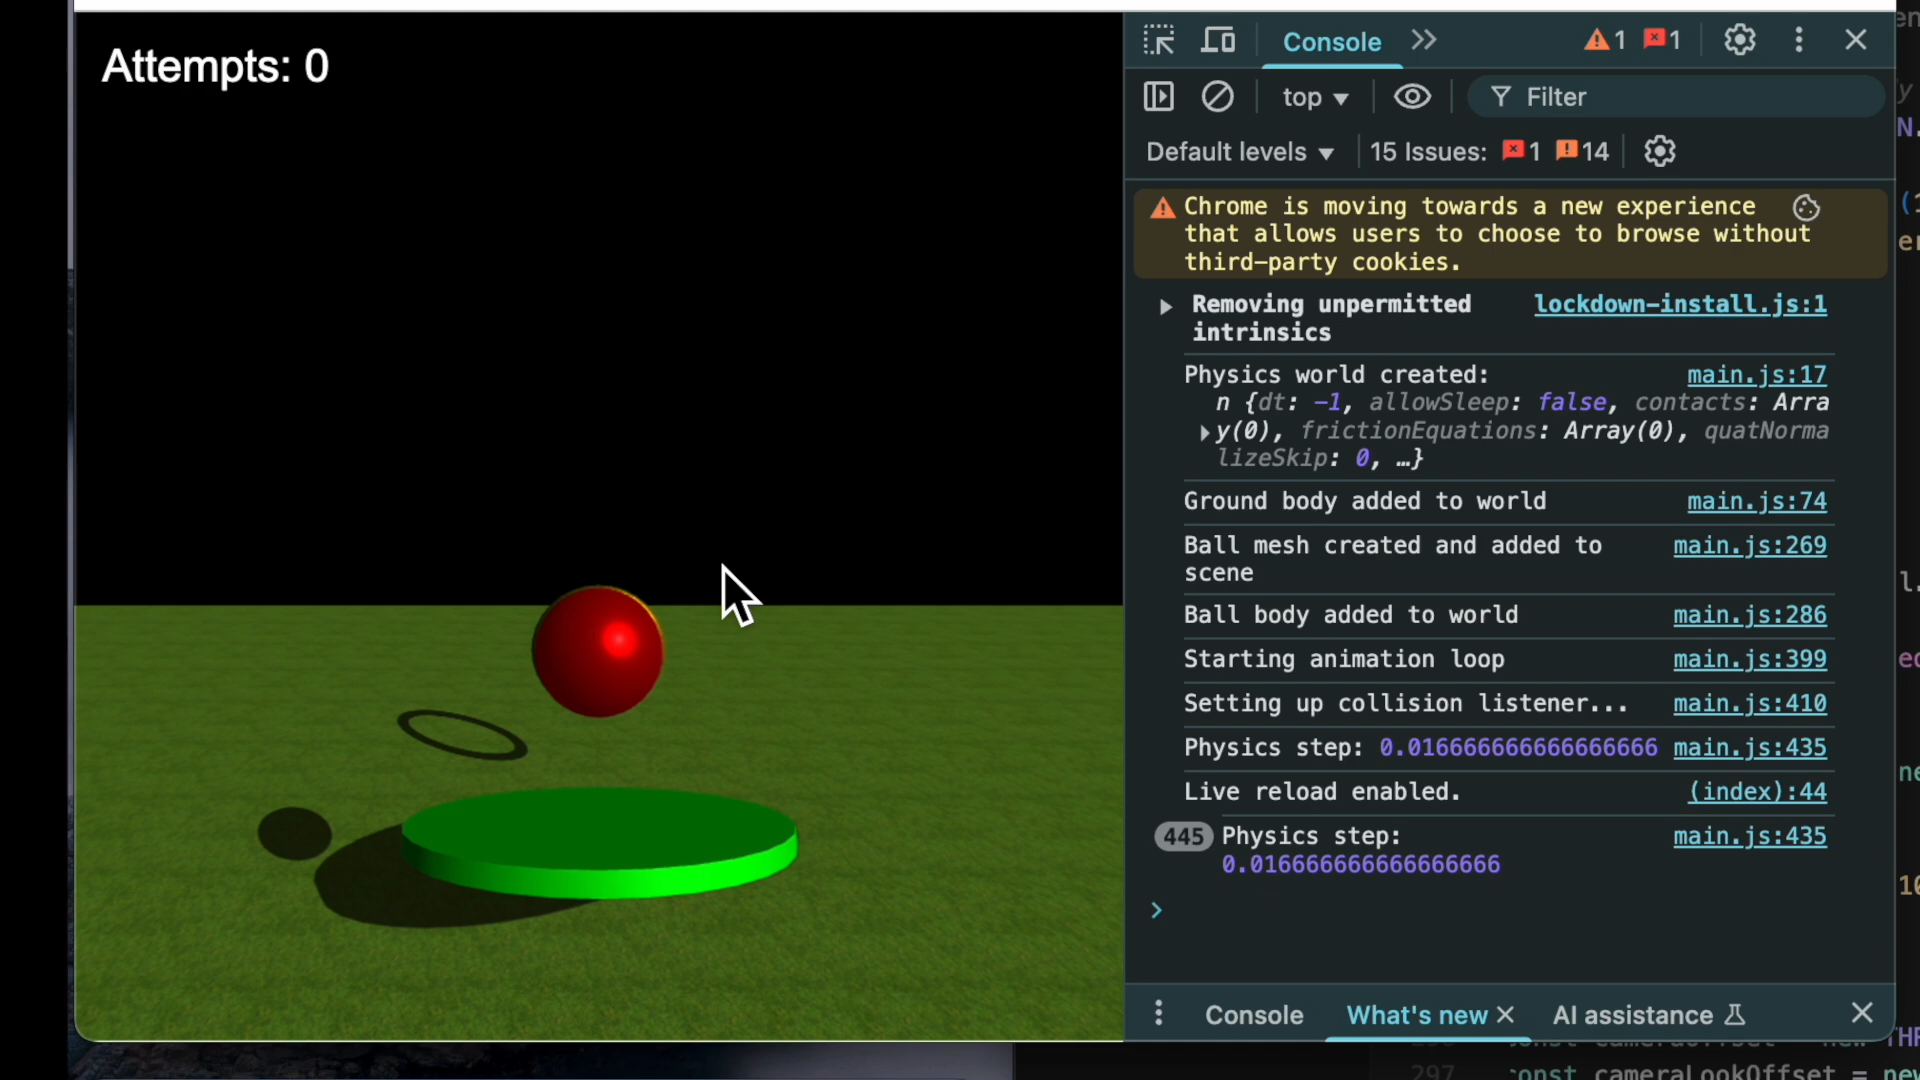 Attempts: 0
Console
1
1
top
Filter
Default levels
15 Issues:
1
14
Chrome is moving towards a new experience
that allows users to choose to browse without
third-party cookies.
Removing unpermitted lockdown-install.js:1
intrinsics
Physics world created: main.js:17
n {dt: -1, allowSleep: false, contacts: Arra
y(0), frictionEquations: Array(0), quatNorma
lizeSkip: 0, …}
Ground body added to world main.js:74
Ball mesh created and added to main.js:269
scene
Ball body added to world main.js:286
Starting animation loop main.js:399
Setting up collision listener... main.js:410
Physics step: 0.016666666666666666 main.js:435
Live reload enabled. (index):44
445 Physics step: main.js:435
0.016666666666666666
Console
What's new
AI assistance
297 const cameraLookOffset = new